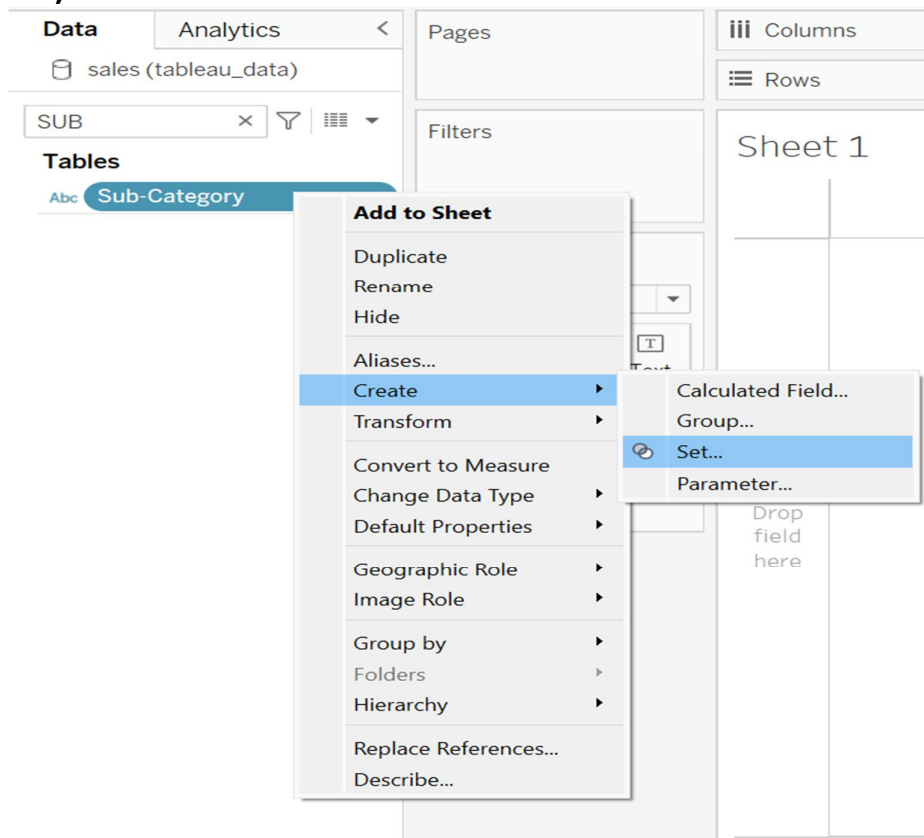 Data Analytics
sales (tableau_data)
SUB
Tables
Abc Sub-Category
Pages
Filters
Columns
Rows
Sheet 1
Add to Sheet
Duplicate
Rename
Hide
Aliases...
Create
Transform
Convert to Measure
Change Data Type
Default Properties
Geographic Role
Image Role
Group by
Folders
Hierarchy
Replace References...
Describe...
T
Text
Calculated Field...
Group...
Set...
Parameter...
Drop
field
here